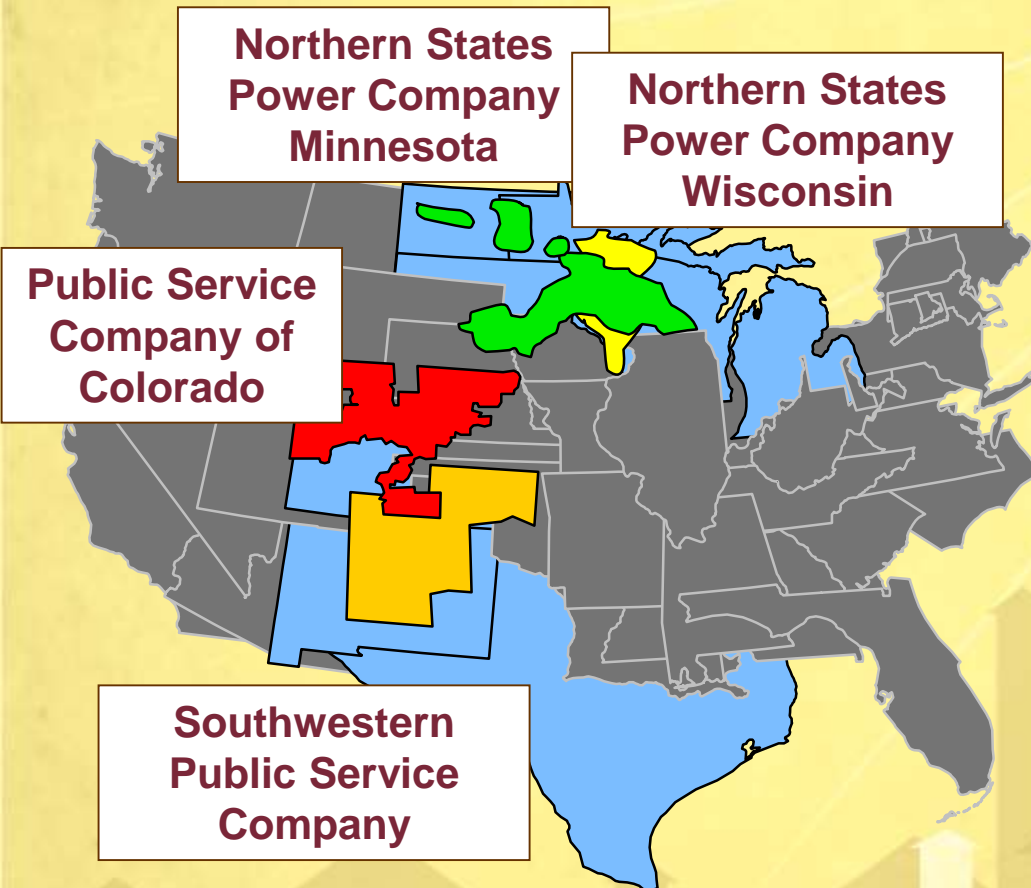 Northern States
Power Company
Minnesota
Northern States
Power Company
Wisconsin
Public Service
Company of
Colorado
Southwestern
Public Service
Company